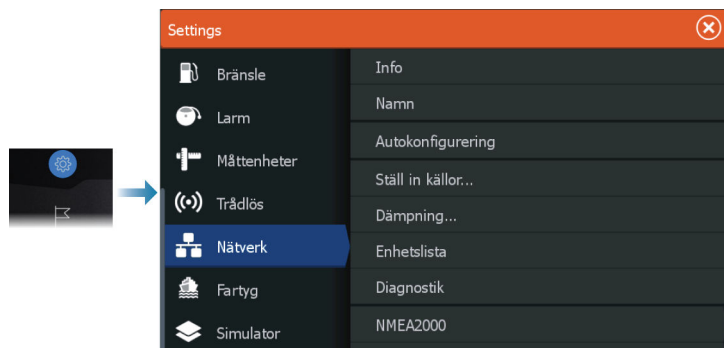 Settings
Bränsle
Larm
Måttenheter
Trådlös
Nätverk
Fartyg
Simulator
Info
Namn
Autokonfigurering
Ställ in källor...
Dämpning...
Enhetslista
Diagnostik
NMEA2000